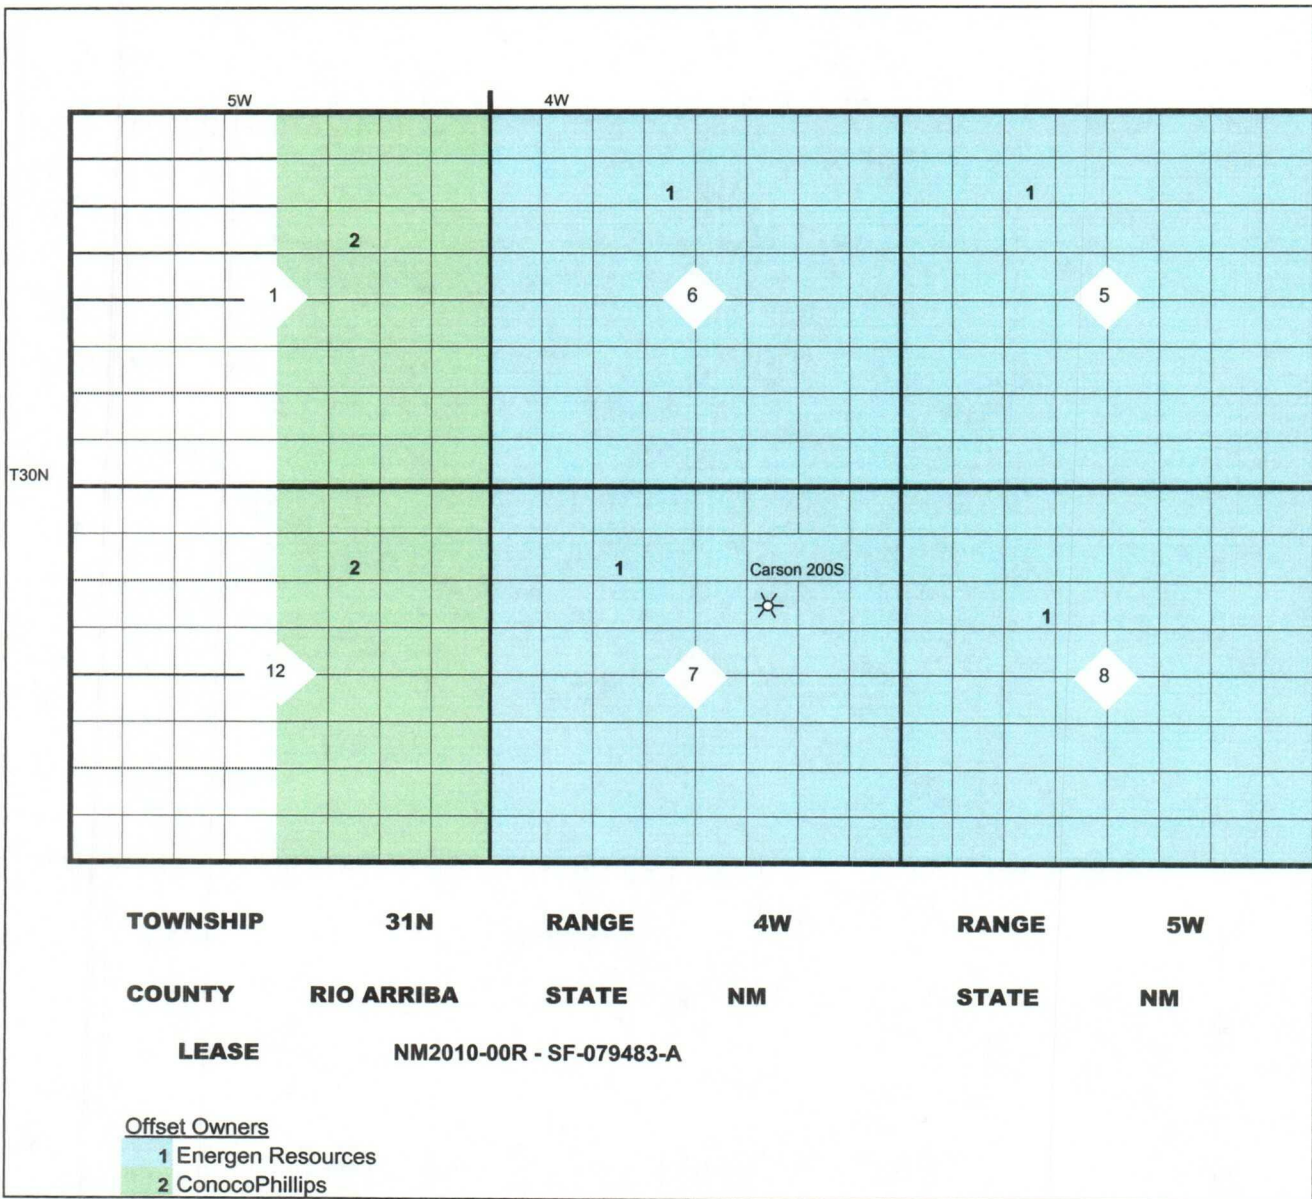 5W 4W
1 1
2
1 6 5
T30N
2 1 Carson 200S
1
12 7 8
TOWNSHIP 31N RANGE 4W RANGE 5W
COUNTY RIO ARRIBA STATE NM STATE NM
LEASE NM2010-00R - SF-079483-A
Offset Owners
1 Energen Resources
2 ConocoPhillips